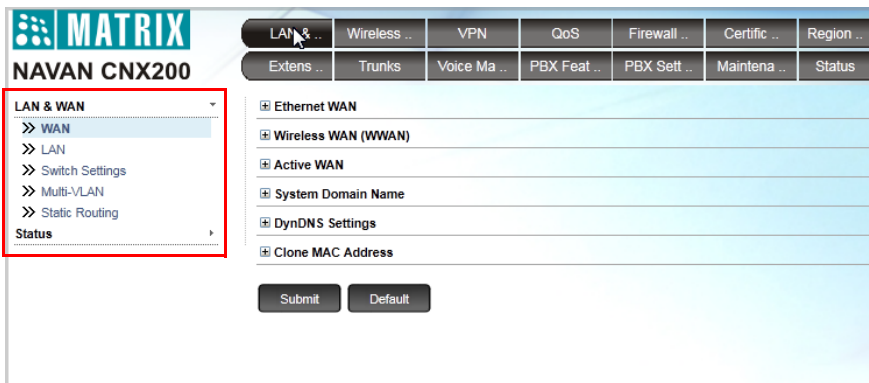 MATRIX
NAVAN CNX200
LAN & .. Wireless .. VPN QoS Firewall .. Certific .. Region ..
Extens .. Trunks Voice Ma .. PBX Feat .. PBX Sett .. Maintena .. Status
LAN & WAN
WAN
LAN
Switch Settings
Multi-VLAN
Static Routing
Status
Ethernet WAN
Wireless WAN (WWAN)
Active WAN
System Domain Name
DynDNS Settings
Clone MAC Address
Submit Default